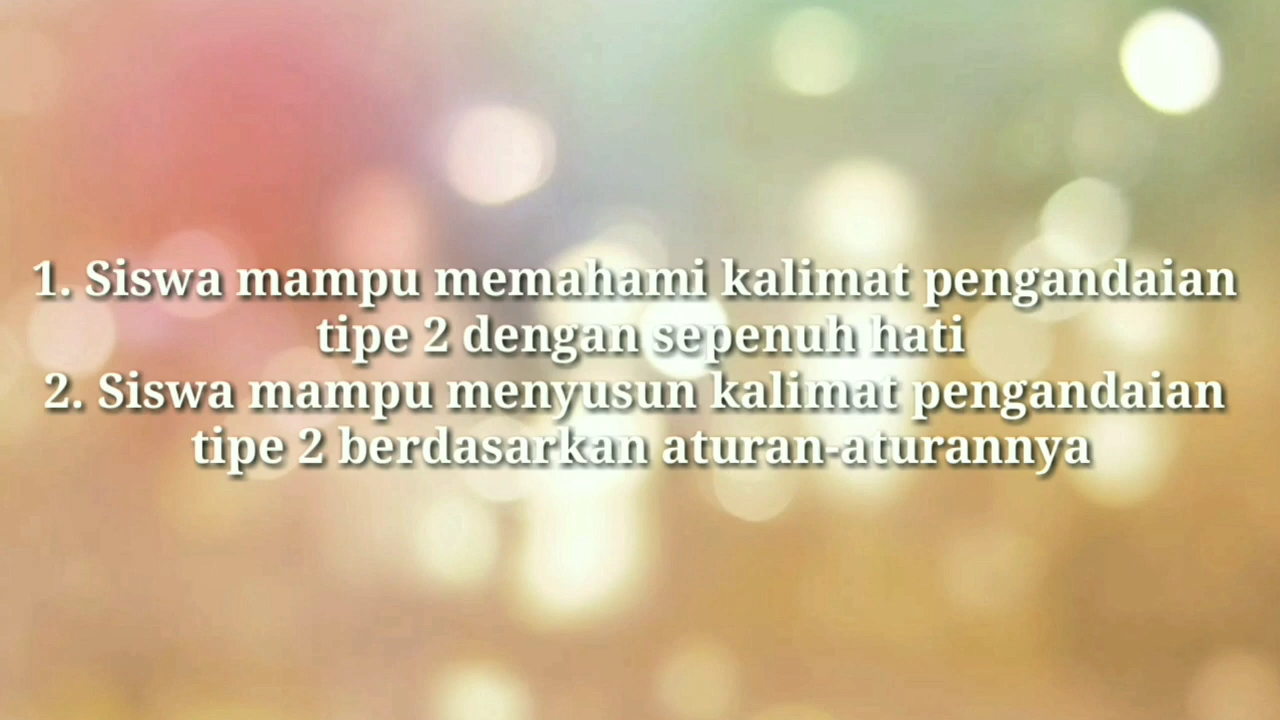 1. Siswa mampu memahami kalimat pengandaian
tipe 2 dengan sepenuh hati
2. Siswa mampu menyusun kalimat pengandaian
tipe 2 berdasarkan aturan-aturannya